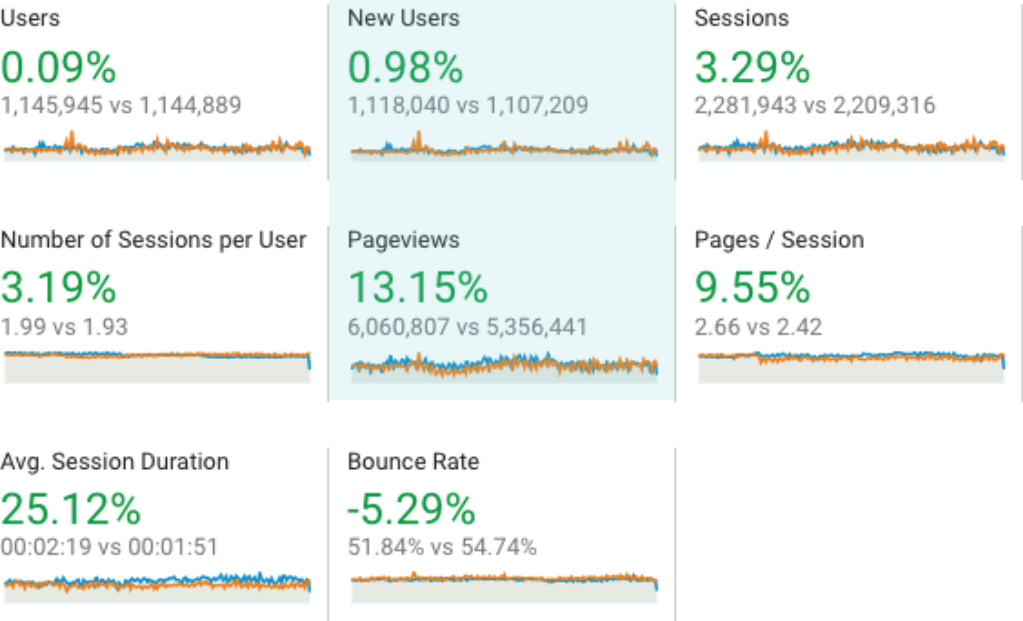 Users
0.09%
1,145,945 vs 1,144,889
New Users
0.98%
1,118,040 vs 1,107,209
Sessions
3.29%
2,281,943 vs 2,209,316
Number of Sessions per User
3.19%
1.99 vs 1.93
Pageviews
13.15%
6,060,807 vs 5,356,441
Pages / Session
9.55%
2.66 vs 2.42
Avg. Session Duration
25.12%
00:02:19 vs 00:01:51
Bounce Rate
-5.29%
51.84% vs 54.74%